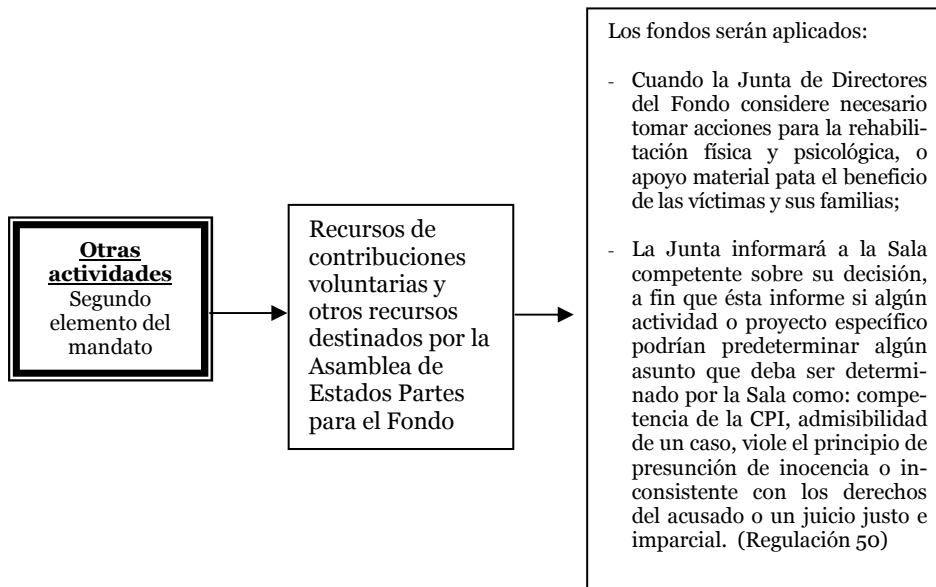 Otras
actividades
Segundo
elemento del
mandato
Recursos de
contribuciones
voluntarias y
otros recursos
destinados por la
Asamblea de
Estados Partes
para el Fondo
Los fondos serán aplicados:
- Cuando la Junta de Directores
del Fondo considere necesario
tomar acciones para la rehabili-
tación física y psicológica, o
apoyo material pata el beneficio
de las víctimas y sus familias;
- La Junta informará a la Sala
competente sobre su decisión,
a fin que ésta informe si algún
actividad o proyecto específico
podrían predeterminar algún
asunto que deba ser determi-
nado por la Sala como: compe-
tencia de la CPI, admisibilidad
de un caso, viole el principio de
presunción de inocencia o in-
consistente con los derechos
del acusado o un juicio justo e
imparcial. (Regulación 50)